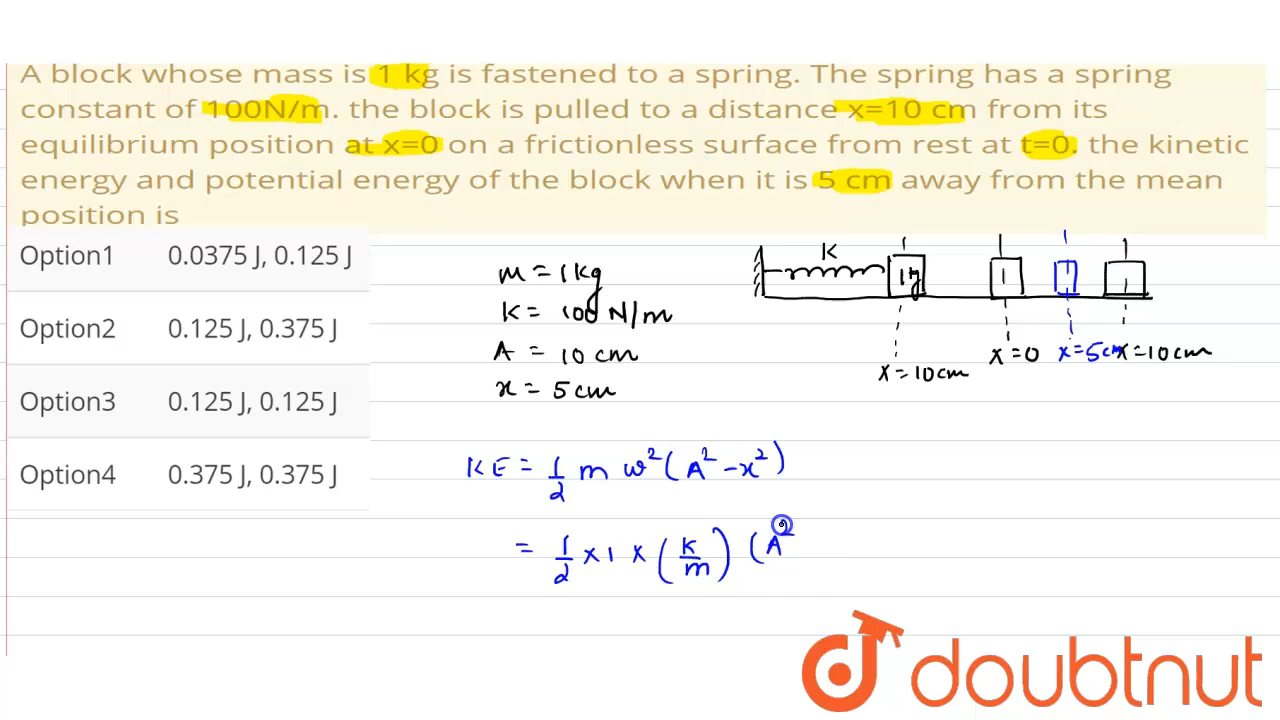 A block whose mass is 1 kg is fastened to a spring. The spring has a spring
constant of 100N/m. the block is pulled to a distance x=10 cm from its
equilibrium position at x=0 on a frictionless surface from rest at t=0. the kinetic
energy and potential energy of the block when it is 5 cm away from the mean
position is
Option1 0.0375 J, 0.125 J
Option2 0.125 J, 0.375 J
Option3 0.125 J, 0.125 J
Option4 0.375 J, 0.375 J
m = 1 kg
K = 100 N/m
A = 10 cm
x = 5 cm
K
1 kg
x = 10 cm
x = 0
x = 5 cm
x = 10 cm
KE = 1/2 m ω² (A² - x²)
= 1/2 × 1 × (K/m) (A²
doubtnut